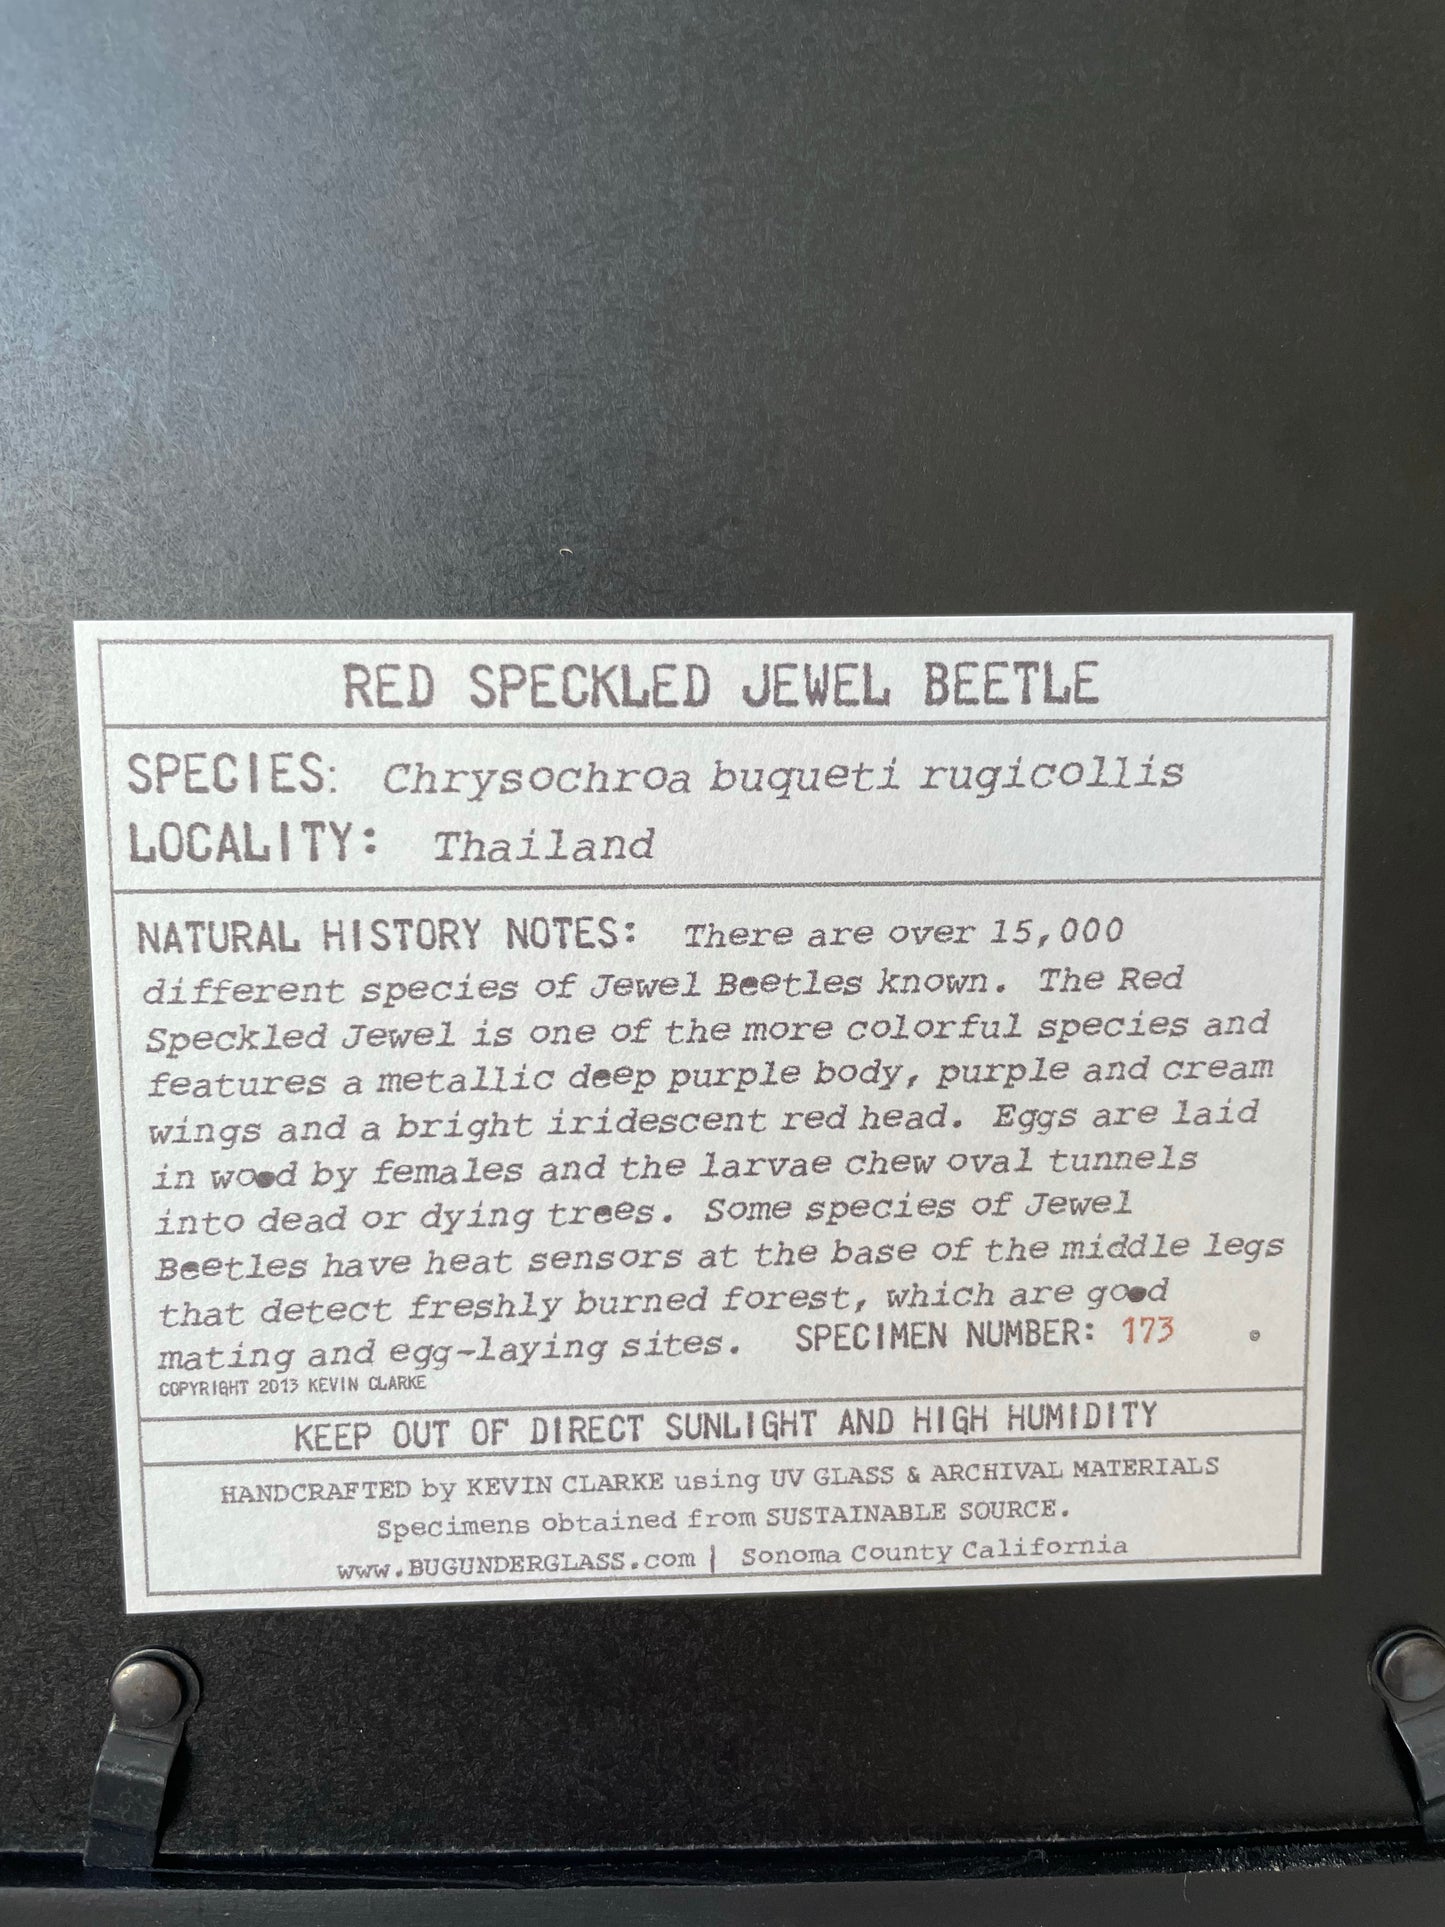 RED SPECKLED JEWEL BEETLE
SPECIES: Chrysochroa buqueti rugicollis
LOCALITY: Thailand
NATURAL HISTORY NOTES: There are over 15,000
different species of Jewel Beetles known. The Red
Speckled Jewel is one of the more colorful species and
features a metallic deep purple body, purple and cream
wings and a bright iridescent red head. Eggs are laid
in wood by females and the larvae chew oval tunnels
into dead or dying trees. Some species of Jewel
Beetles have heat sensors at the base of the middle legs
that detect freshly burned forest, which are good
mating and egg-laying sites. SPECIMEN NUMBER: 173
COPYRIGHT 2013 KEVIN CLARKE
KEEP OUT OF DIRECT SUNLIGHT AND HIGH HUMIDITY
HANDCRAFTED by KEVIN CLARKE using UV GLASS & ARCHIVAL MATERIALS
Specimens obtained from SUSTAINABLE SOURCE.
www.BUGUNDERGLASS.com | Sonoma County California